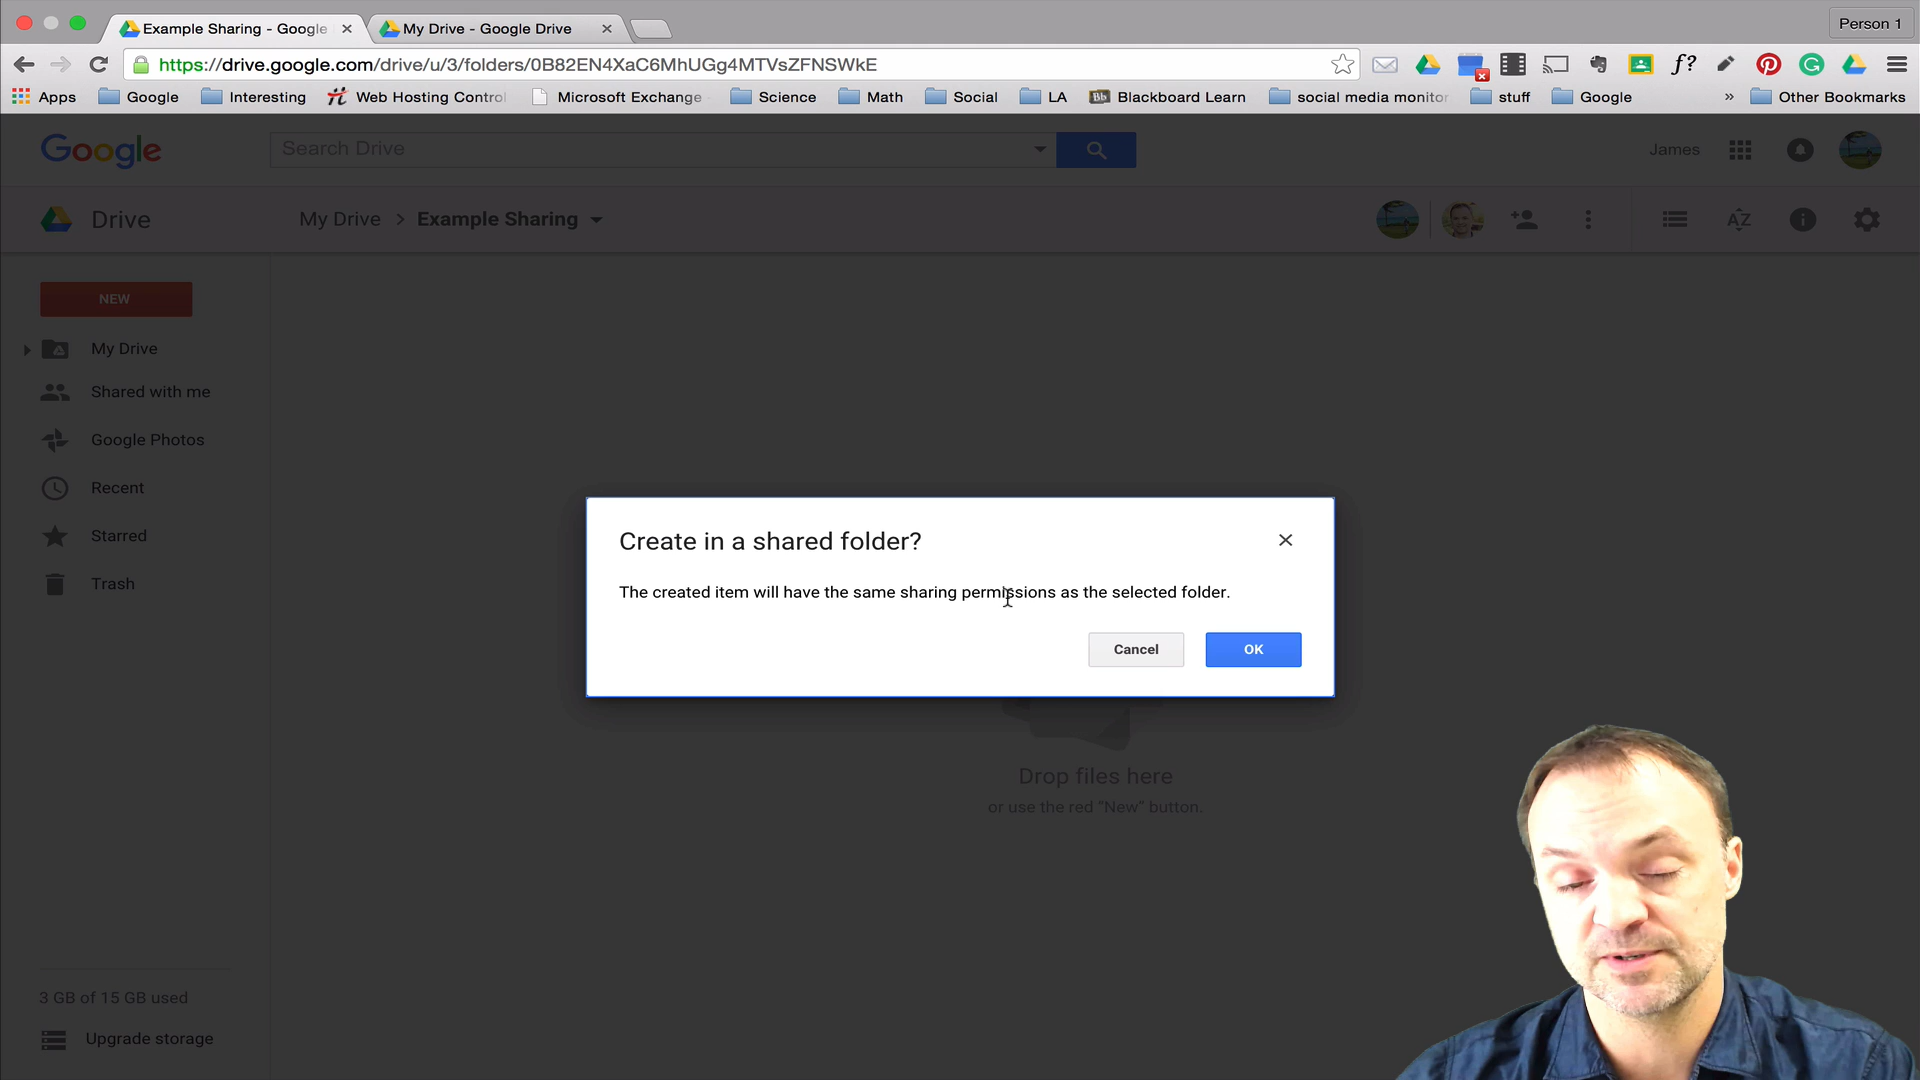 Example Sharing - Google
My Drive - Google Drive
Person 1
https://drive.google.com/drive/u/3/folders/0B82EN4XaC6MhUGg4MTVsZFNSWkE
f?
Apps
Google
Interesting
Web Hosting Control
Microsoft Exchange
Science
Math
Social
LA
Bb
Blackboard Learn
social media monitor
stuff
Google
»
Other Bookmarks
Google
Search Drive
James
Drive
My Drive > Example Sharing
AZ
NEW
My Drive
Shared with me
Google Photos
Recent
Starred
Trash
Create in a shared folder?
The created item will have the same sharing permissions as the selected folder.
Cancel
OK
Drop files here
or use the red "New" button.
3 GB of 15 GB used
Upgrade storage